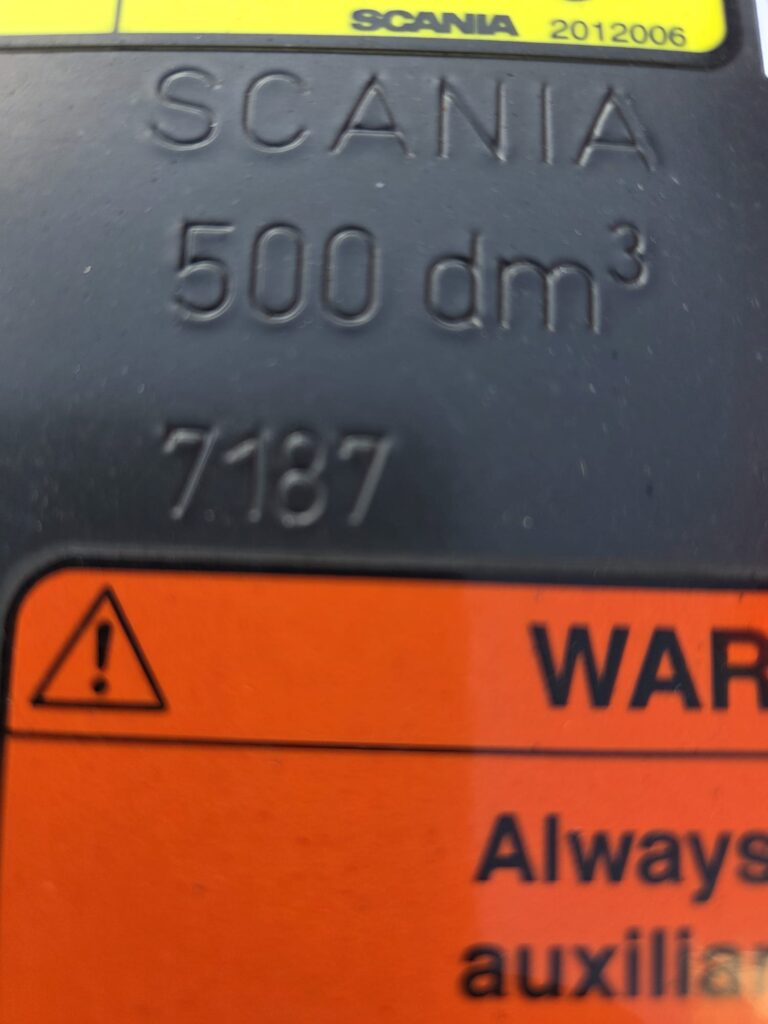 SCANIA 2012006
SCANIA
500 dm³
7187
WAR
Always
auxiliar